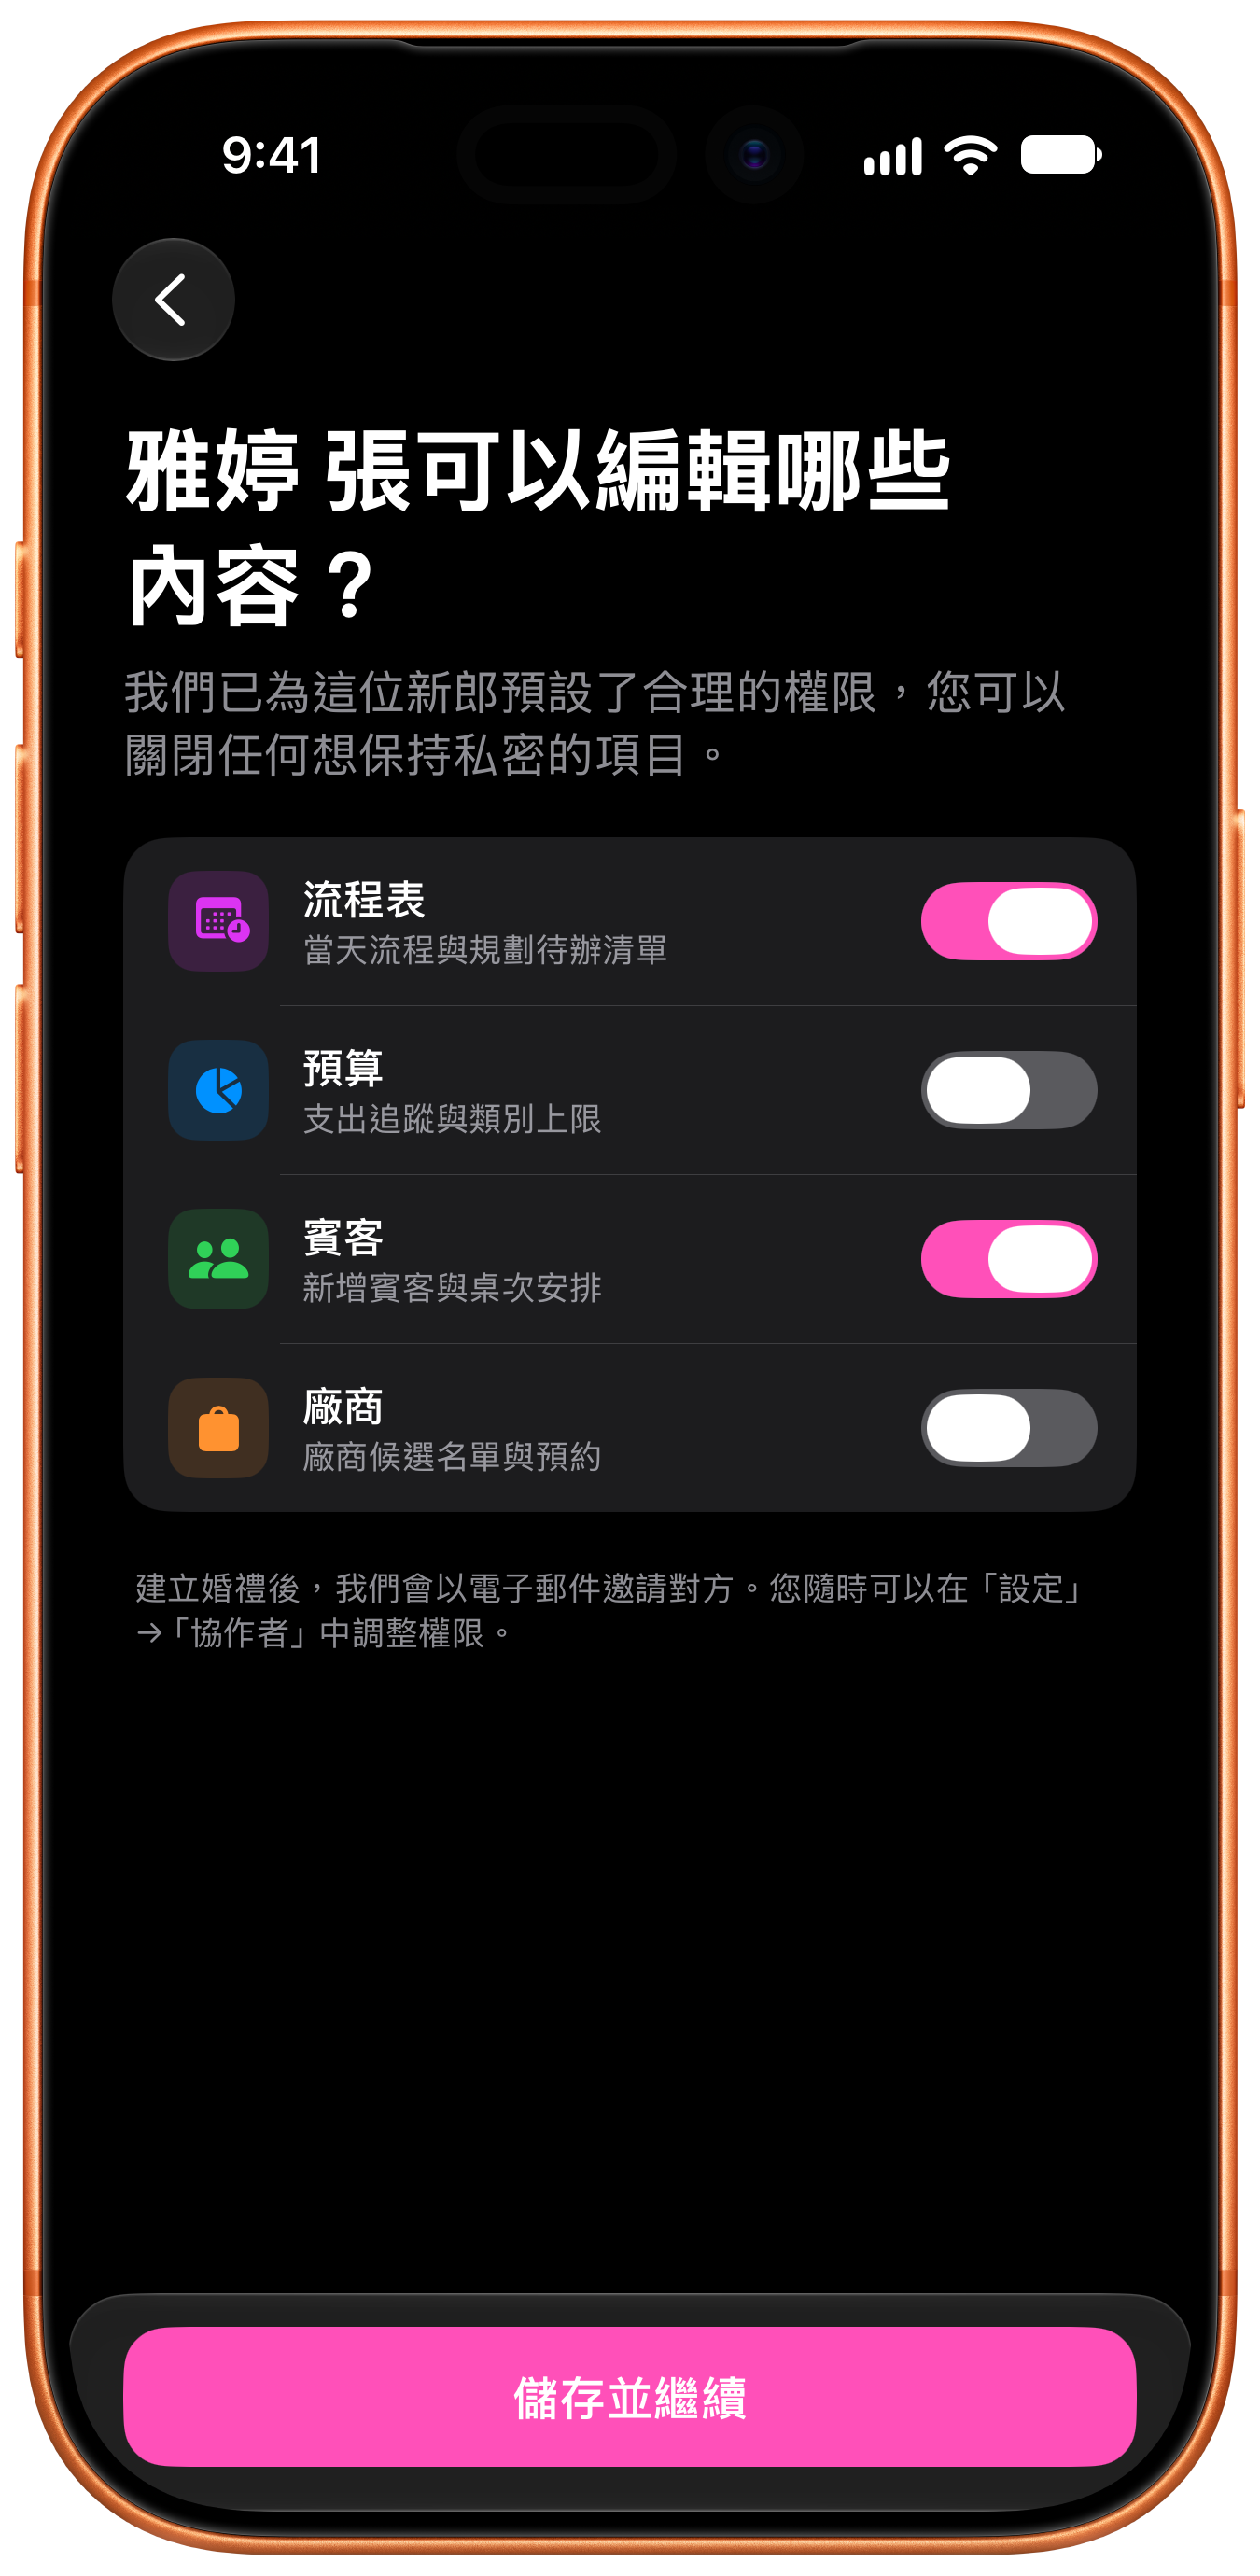 9:41
雅婷 張可以編輯哪些
內容？
我們已為這位新郎預設了合理的權限，您可以
關閉任何想保持私密的項目。
流程表
當天流程與規劃待辦清單
預算
支出追蹤與類別上限
賓客
新增賓客與桌次安排
廠商
廠商候選名單與預約
建立婚禮後，我們會以電子郵件邀請對方。您隨時可以在「設定」
→「協作者」中調整權限。
儲存並繼續